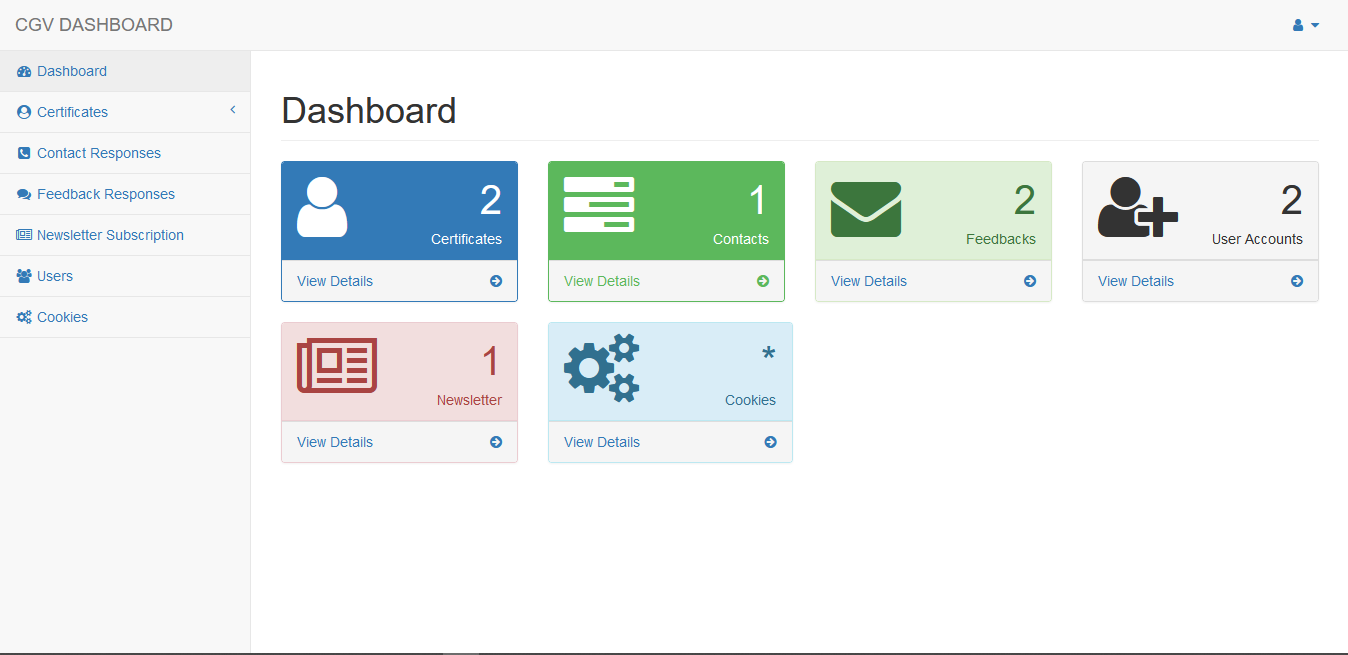 CGV DASHBOARD
Dashboard
Certificates
Contact Responses
Feedback Responses
Newsletter Subscription
Users
Cookies
Dashboard
2
Certificates
View Details
1
Contacts
View Details
2
Feedbacks
View Details
2
User Accounts
View Details
1
Newsletter
View Details
*
Cookies
View Details